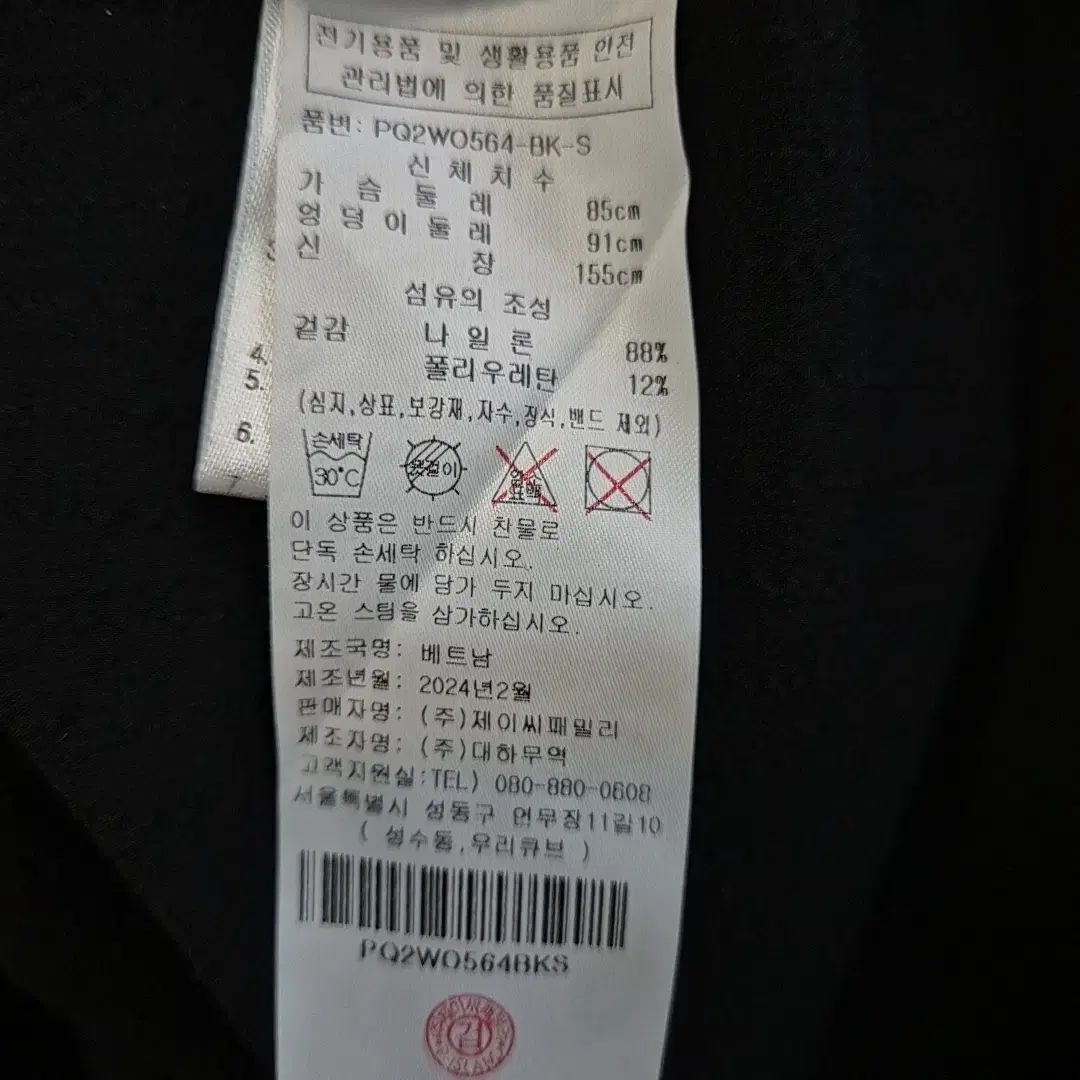 전기용품 및 생활용품 안전
관리법에 의한 품질표시
품번: PQ2WO564-BK-S
신체치수
가슴둘레 85cm
엉덩이둘레 91cm
신장 155cm
섬유의 조성
겉감 나일론 88%
폴리우레탄 12%
(심지,상표,보강재,자수,장식,밴드 제외)
손세탁
30℃
옷걸이
표백
이 상품은 반드시 찬물로
단독 손세탁 하십시오.
장시간 물에 담가 두지 마십시오.
고온 스팀을 삼가하십시오.
제조국명: 베트남
제조년월: 2024년2월
판매자명: (주)제이씨패밀리
제조자명: (주)대하무역
고객지원실:TEL) 080-880-0608
서울특별시 성동구 연무장11길10
( 성수동,우리큐브 )
PQ2WO564BKS
검
4.
5.
6.